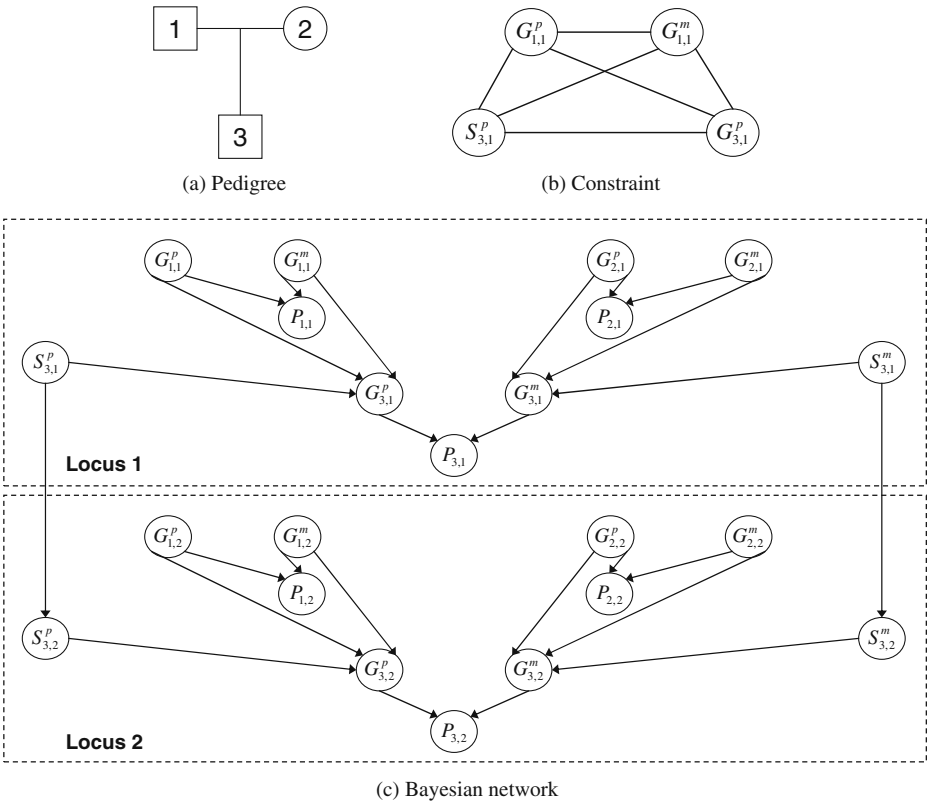 1 2
3
(a) Pedigree
G^p_{1,1} G^m_{1,1}
S^p_{3,1} G^p_{3,1}
(b) Constraint
G^p_{1,1} G^m_{1,1} G^p_{2,1} G^m_{2,1}
P_{1,1} P_{2,1}
S^p_{3,1} S^m_{3,1}
G^p_{3,1} G^m_{3,1}
P_{3,1}
Locus 1
G^p_{1,2} G^m_{1,2} G^p_{2,2} G^m_{2,2}
P_{1,2} P_{2,2}
S^p_{3,2} S^m_{3,2}
G^p_{3,2} G^m_{3,2}
P_{3,2}
Locus 2
(c) Bayesian network